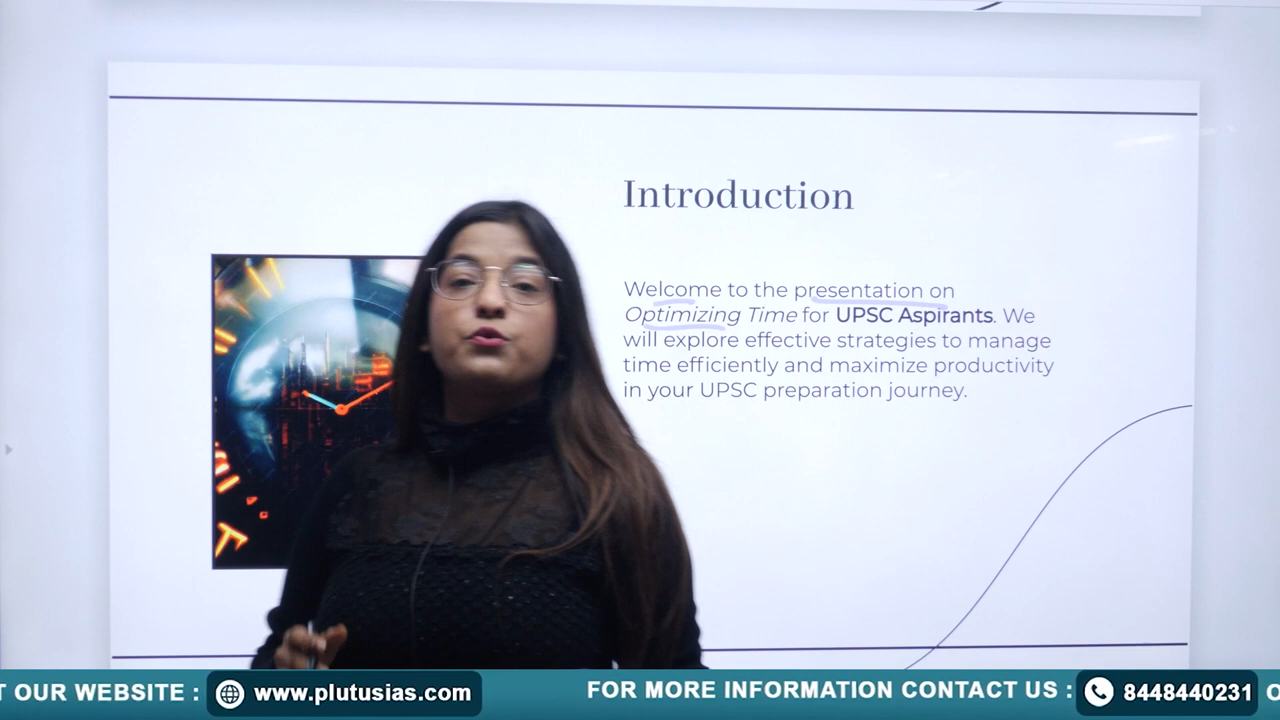 Introduction
Welcome to the presentation on
Optimizing Time for UPSC Aspirants. We
will explore effective strategies to manage
time efficiently and maximize productivity
in your UPSC preparation journey.
T OUR WEBSITE : www.plutusias.com FOR MORE INFORMATION CONTACT US : 8448440231 O